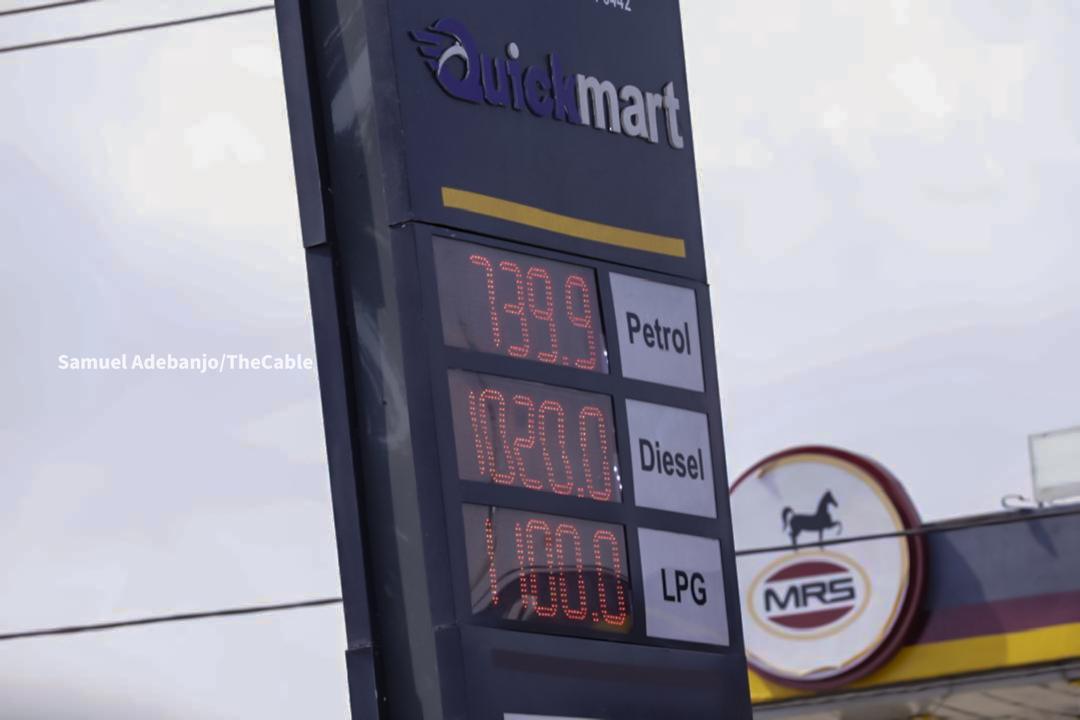 Quickmart
739.9
Petrol
1020.0
Diesel
1100.0
LPG
MRS
Samuel Adebanjo/TheCable